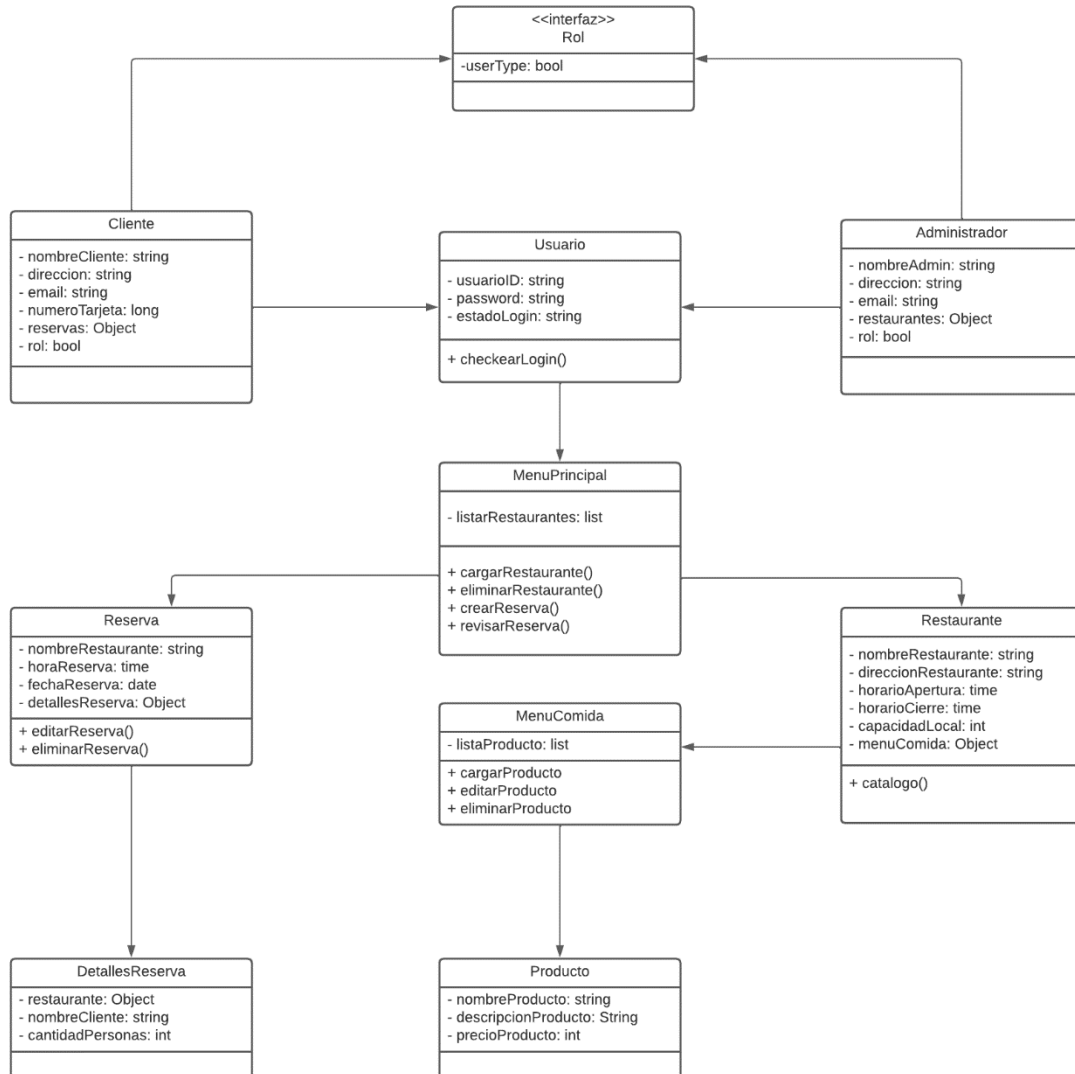 <<interfaz>>
Rol
-userType: bool
Cliente
- nombreCliente: string
- direccion: string
- email: string
- numeroTarjeta: long
- reservas: Object
- rol: bool
Usuario
- usuarioID: string
- password: string
- estadoLogin: string
+ checkearLogin()
Administrador
- nombreAdmin: string
- direccion: string
- email: string
- restaurantes: Object
- rol: bool
MenuPrincipal
- listarRestaurantes: list
+ cargarRestaurante()
+ eliminarRestaurante()
+ crearReserva()
+ revisarReserva()
Reserva
- nombreRestaurante: string
- horaReserva: time
- fechaReserva: date
- detallesReserva: Object
+ editarReserva()
+ eliminarReserva()
Restaurante
- nombreRestaurante: string
- direccionRestaurante: string
- horarioApertura: time
- horarioCierre: time
- capacidadLocal: int
- menuComida: Object
+ catalogo()
MenuComida
- listaProducto: list
+ cargarProducto
+ editarProducto
+ eliminarProducto
DetallesReserva
- restaurante: Object
- nombreCliente: string
- cantidadPersonas: int
Producto
- nombreProducto: string
- descripcionProducto: String
- precioProducto: int